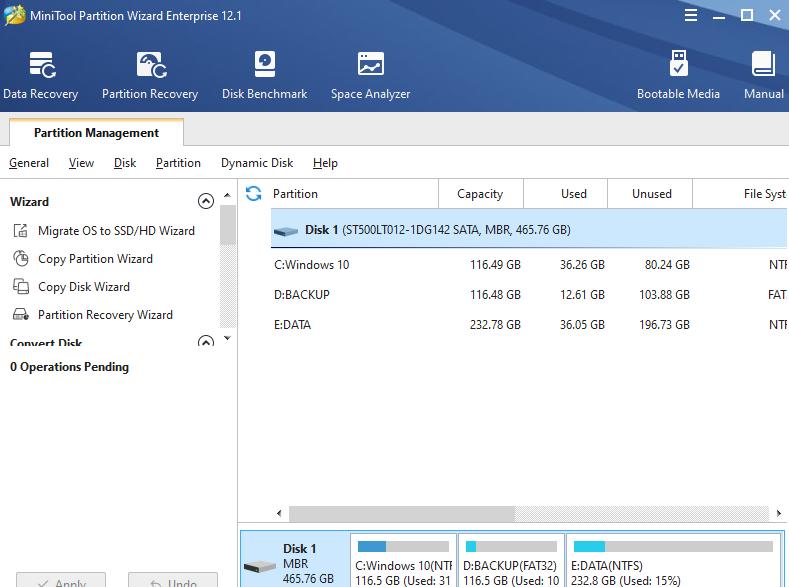 MiniTool Partition Wizard Enterprise 12.1
Data Recovery Partition Recovery Disk Benchmark Space Analyzer Bootable Media Manual
Partition Management
General View Disk Partition Dynamic Disk Help
Wizard
Migrate OS to SSD/HD Wizard
Copy Partition Wizard
Copy Disk Wizard
Partition Recovery Wizard
Convert Disk
0 Operations Pending
Apply Undo
Partition Capacity Used Unused File Syst
Disk 1 (ST500LT012-1DG142 SATA, MBR, 465.76 GB)
C:Windows 10 116.49 GB 36.26 GB 80.24 GB NTF
D:BACKUP 116.48 GB 12.61 GB 103.88 GB FAT
E:DATA 232.78 GB 36.05 GB 196.73 GB NTF
Disk 1
MBR
465.76 GB
C:Windows 10(NTF
116.5 GB (Used: 31
D:BACKUP(FAT32)
116.5 GB (Used: 10
E:DATA(NTFS)
232.8 GB (Used: 15%)